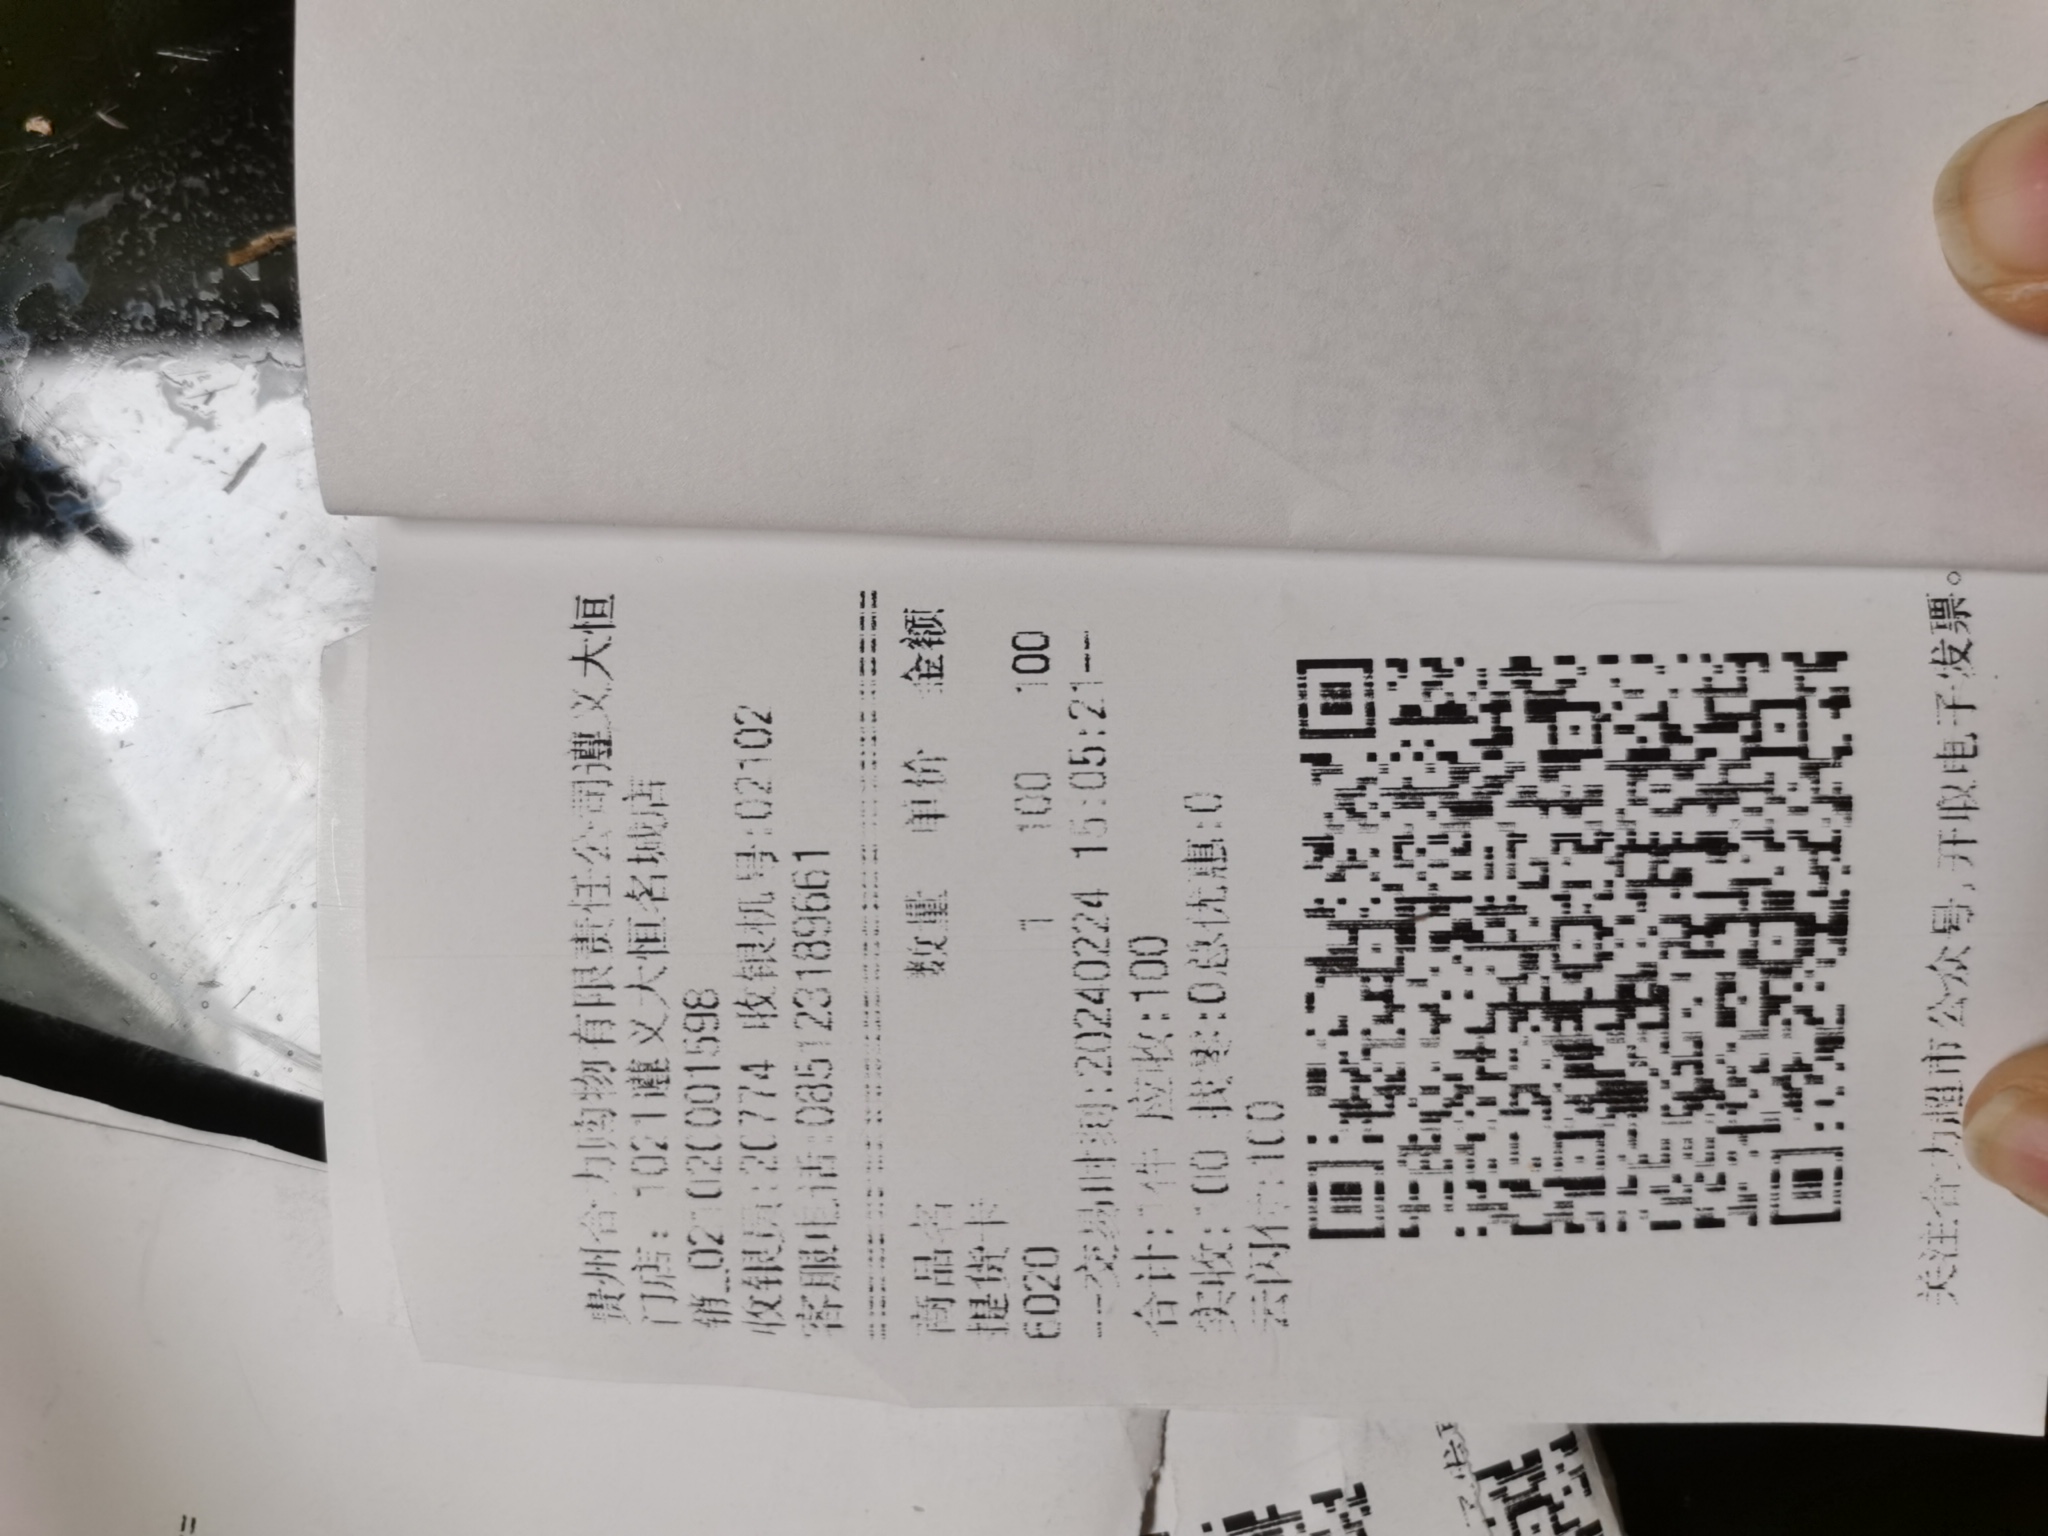 贵州合力购物有限责任公司遵义大恒
门店：1021遵义大恒名城店
销_021020001598
收银员:20774 收银机号:02102
客服电话:085123189661
商品名 数量 单价 金额
提货卡
6020 1 100 100
--交易时间:20240224 15:05:21--
合计:1件 应收:100
实收:100 找零:0总优惠:0
云闪付:100
关注合力超市公众号,开取电子发票。